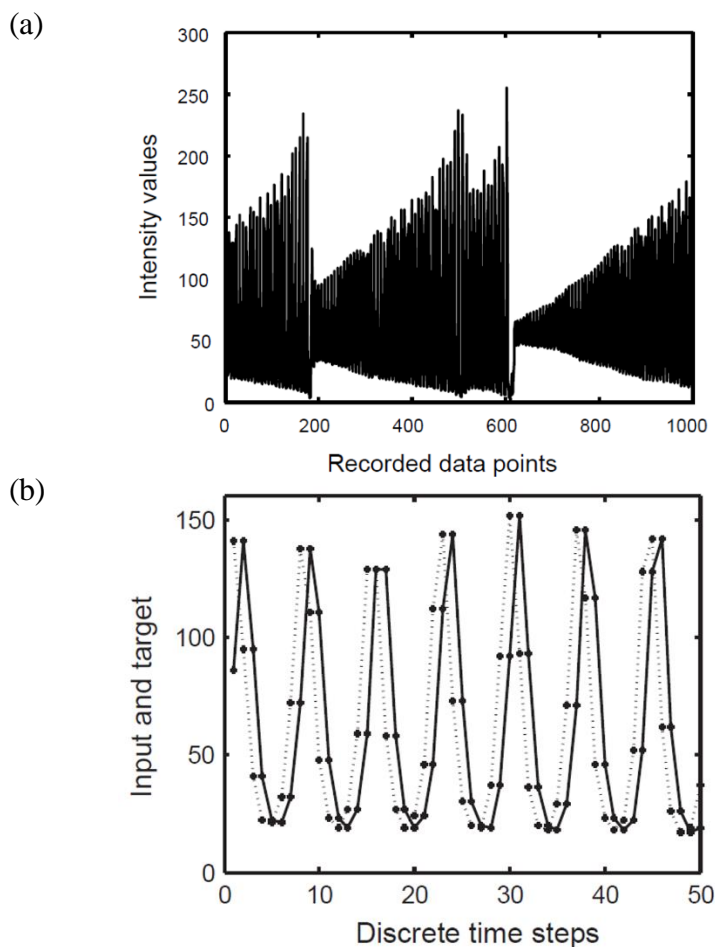 (a)
300
250
200
150
100
50
0
Intensity values
0 200 400 600 800 1000
Recorded data points
(b)
150
100
50
0
Input and target
0 10 20 30 40 50
Discrete time steps